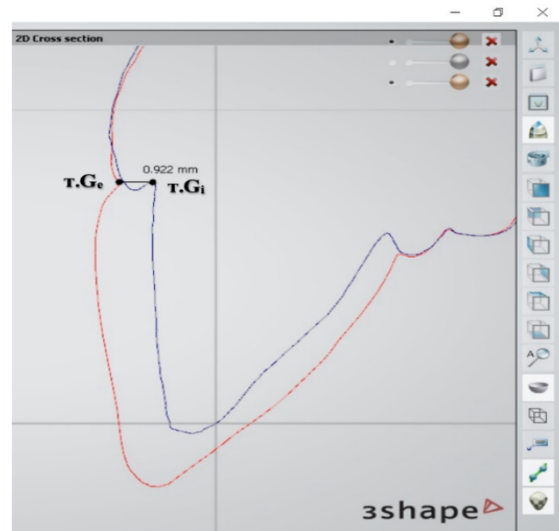 2D Cross section
0.922 mm
т.Gₑ
т.Gᵢ
A
3shape